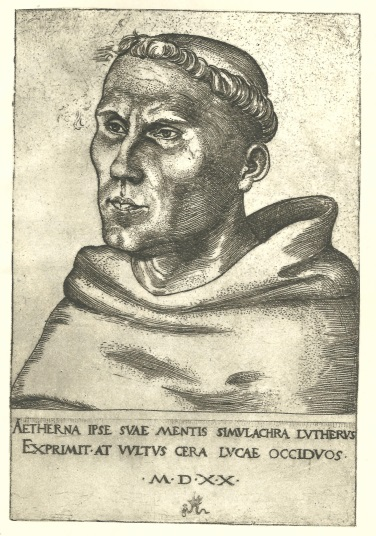 AETHERNA IPSE SVAE MENTIS SIMVLACHRA LVTHERVS
EXPRIMIT·AT VVLTVS CERA LVCAE OCCIDVOS·
·M·D·X·X·